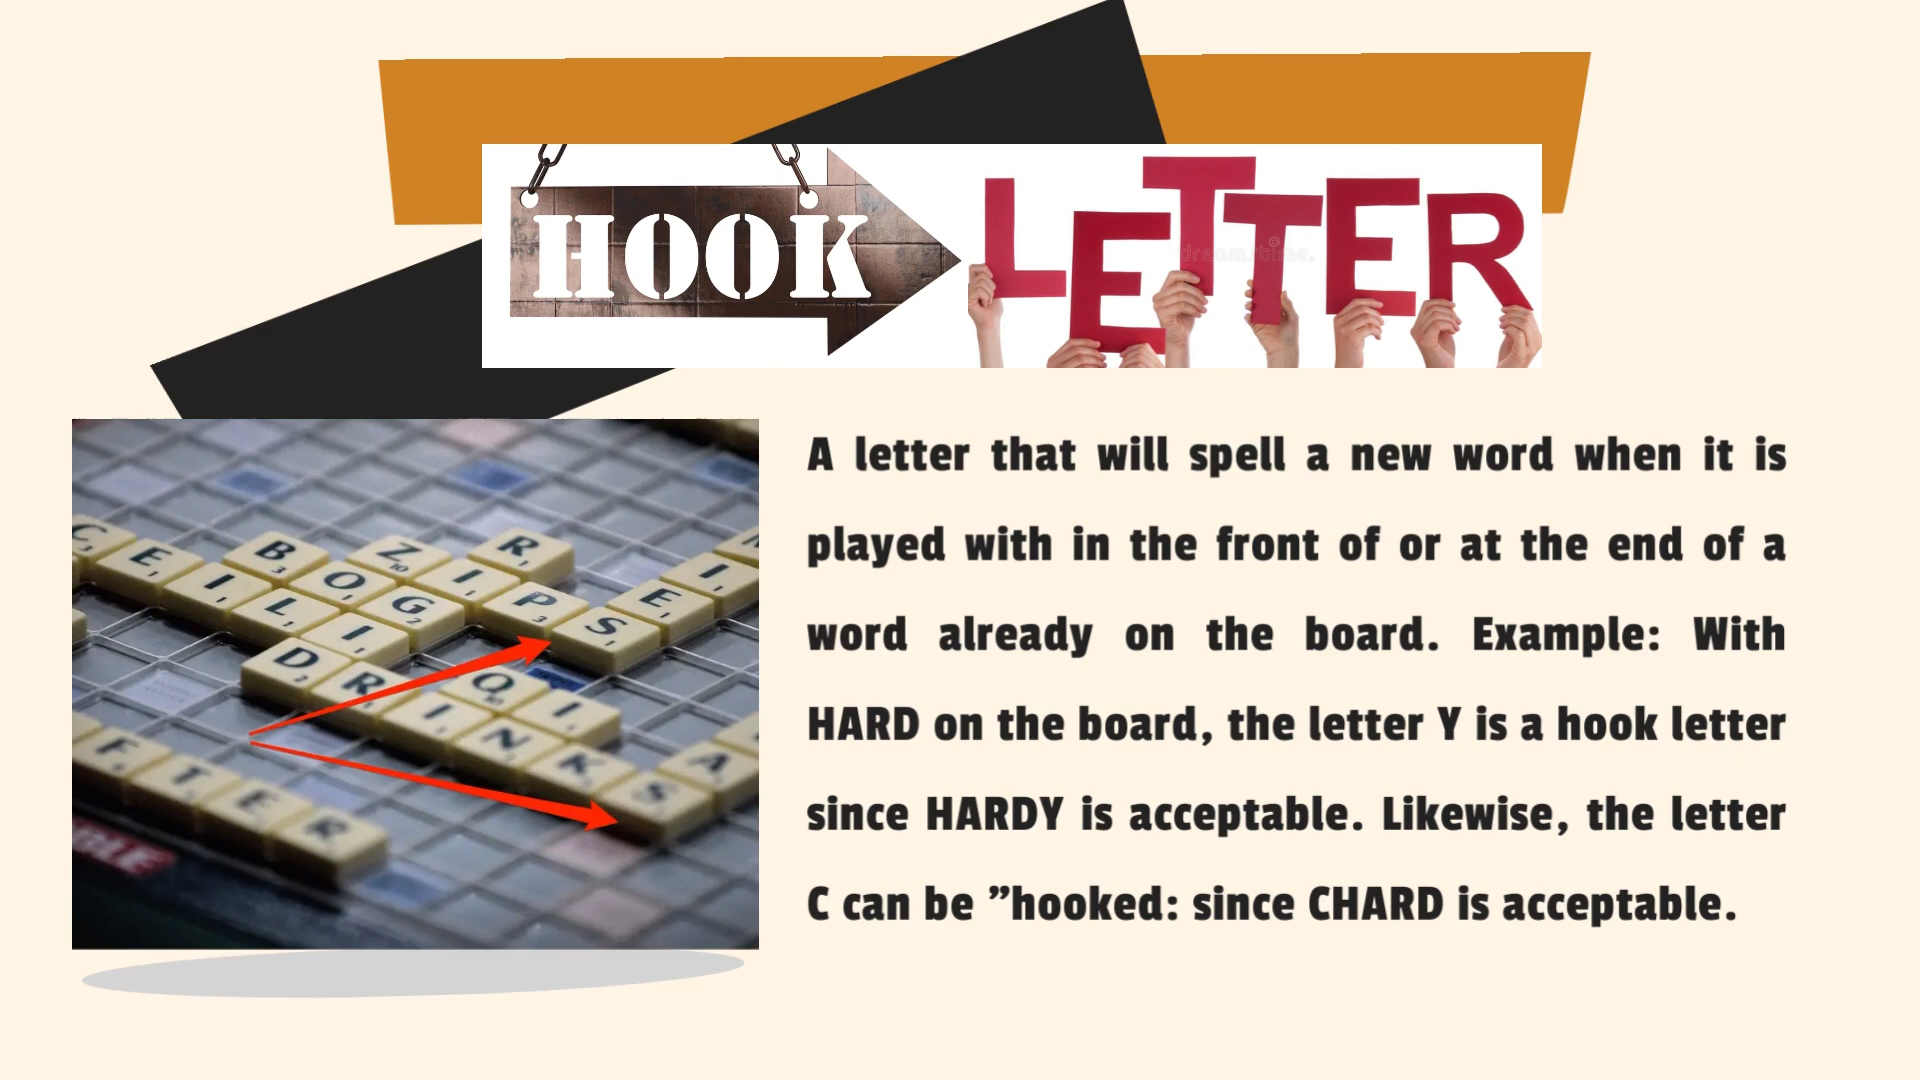 HOOK LETTER
dreamstime.
A letter that will spell a new word when it is
played with in the front of or at the end of a
word already on the board. Example: With
HARD on the board, the letter Y is a hook letter
since HARDY is acceptable. Likewise, the letter
C can be ”hooked: since CHARD is acceptable.
C E I L I
B O G
Z I P S
R
E I
D R I N K S
Q I
A
F T E R